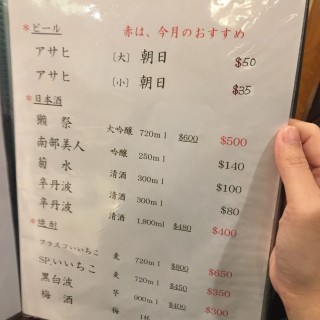 赤は、今月のおすすめ
＊ビール
アサヒ ［大］ 朝日 $50
アサヒ ［小］ 朝日 $35
＊日本酒
獺祭 大吟醸 720ml $600 $500
南部美人 吟醸 250ml $140
菊水 清酒 300ml $100
辛丹波 清酒 300ml $80
辛丹波 清酒 1,800ml $480 $400
＊焼酎
フラスコいいちこ 麦 720ml $800 $650
SP.いいちこ 麦 720ml $450 $350
黒白波 芋 900ml $400 $300
梅酒 梅